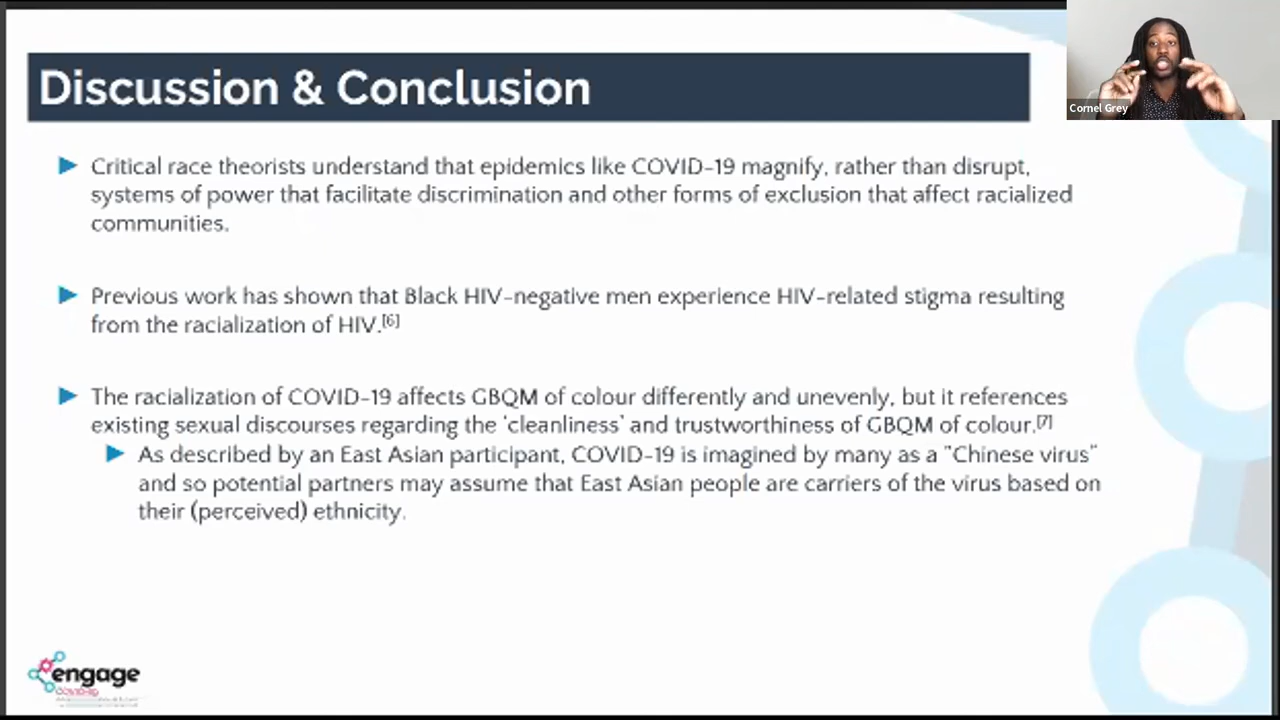 Discussion & Conclusion
Cornel Grey
Critical race theorists understand that epidemics like COVID-19 magnify, rather than disrupt,
systems of power that facilitate discrimination and other forms of exclusion that affect racialized
communities.
Previous work has shown that Black HIV-negative men experience HIV-related stigma resulting
from the racialization of HIV.[6]
The racialization of COVID-19 affects GBQM of colour differently and unevenly, but it references
existing sexual discourses regarding the 'cleanliness' and trustworthiness of GBQM of colour.[7]
As described by an East Asian participant, COVID-19 is imagined by many as a "Chinese virus"
and so potential partners may assume that East Asian people are carriers of the virus based on
their (perceived) ethnicity.
engage